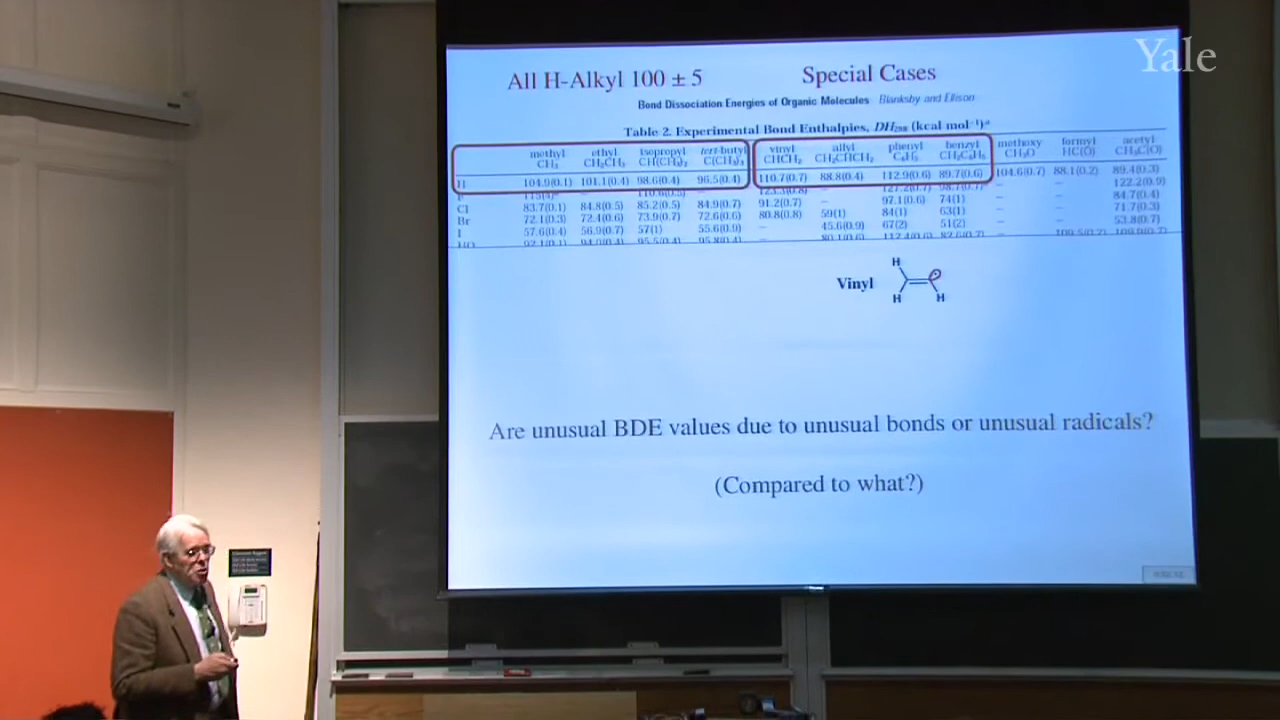 Yale
All H-Alkyl 100 ± 5 Special Cases
Bond Dissociation Energies of Organic Molecules Blanksby and Ellison
Table 2. Experimental Bond Enthalpies, DH298 (kcal mol⁻¹)ᵃ
methyl ethyl isopropyl tert-butyl vinyl allyl phenyl benzyl methoxy formyl acetyl
CH₃ CH₂CH₃ CH(CH₃)₂ C(CH₃)₃ CHCH₂ CH₂CHCH₂ C₆H₅ CH₂C₆H₅ CH₃O HC(O) CH₃C(O)
H 104.9(0.1) 101.1(0.4) 98.6(0.4) 96.5(0.4) 110.7(0.7) 88.8(0.4) 112.9(0.6) 89.7(0.6) 104.6(0.7) 88.1(0.2) 89.4(0.3)
– – – 122.2(0.9)
Cl 83.7(0.1) 84.8(0.5) 85.2(0.5) 84.9(0.7) 91.2(0.7) – 97.1(0.6) 74(1) – – 84.7(0.4)
Br 72.1(0.3) 72.4(0.6) 73.9(0.7) 72.6(0.6) 80.8(0.8) 59(1) 84(1) 63(1) – – 71.7(0.3)
I 57.6(0.4) 56.9(0.7) 57(1) 55.6(0.9) – 45.6(0.9) 67(2) 51(2) – – 53.8(0.7)
Vinyl H H H
Are unusual BDE values due to unusual bonds or unusual radicals?
(Compared to what?)